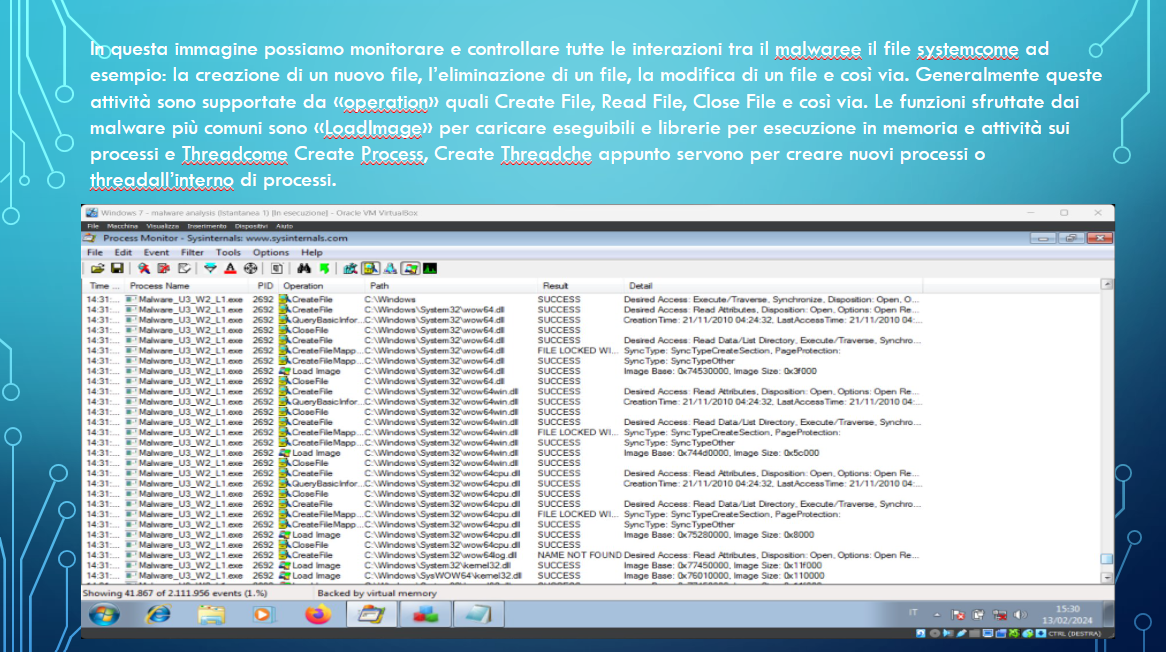 In questa immagine possiamo monitorare e controllare tutte le interazioni tra il malwaree il file systemcome ad
esempio: la creazione di un nuovo file, l'eliminazione di un file, la modifica di un file e così via. Generalmente queste
attività sono supportate da «operation» quali Create File, Read File, Close File e così via. Le funzioni sfruttate dai
malware più comuni sono «LoadImage» per caricare eseguibili e librerie per esecuzione in memoria e attività sui
processi e Threadcome Create Process, Create Threadche appunto servono per creare nuovi processi o
threadall'interno di processi.
Windows 7 - malware analysis (Istantanea 1) [In esecuzione] - Oracle VM VirtualBox
File Macchina Visualizza Inserimento Dispositivi Aiuto
Process Monitor - Sysinternals: www.sysinternals.com
File Edit Event Filter Tools Options Help
Time ... Process Name PID Operation Path Result Detail
14:31:... Malware_U3_W2_L1.exe 2692 CreateFile C:\Windows SUCCESS Desired Access: Execute/Traverse, Synchronize, Disposition: Open, O...
14:31:... Malware_U3_W2_L1.exe 2692 CreateFile C:\Windows\System32\wow64.dll SUCCESS Desired Access: Read Attributes, Disposition: Open, Options: Open Re...
14:31:... Malware_U3_W2_L1.exe 2692 QueryBasicInfor... C:\Windows\System32\wow64.dll SUCCESS CreationTime: 21/11/2010 04:24:32, LastAccessTime: 21/11/2010 04:...
14:31:... Malware_U3_W2_L1.exe 2692 CloseFile C:\Windows\System32\wow64.dll SUCCESS
14:31:... Malware_U3_W2_L1.exe 2692 CreateFile C:\Windows\System32\wow64.dll SUCCESS Desired Access: Read Data/List Directory, Execute/Traverse, Synchro...
14:31:... Malware_U3_W2_L1.exe 2692 CreateFileMapp... C:\Windows\System32\wow64.dll FILE LOCKED WI... SyncType: SyncTypeCreateSection, PageProtection:
14:31:... Malware_U3_W2_L1.exe 2692 CreateFileMapp... C:\Windows\System32\wow64.dll SUCCESS SyncType: SyncTypeOther
14:31:... Malware_U3_W2_L1.exe 2692 Load Image C:\Windows\System32\wow64.dll SUCCESS Image Base: 0x74530000, Image Size: 0x3f000
14:31:... Malware_U3_W2_L1.exe 2692 CloseFile C:\Windows\System32\wow64.dll SUCCESS
14:31:... Malware_U3_W2_L1.exe 2692 CreateFile C:\Windows\System32\wow64win.dll SUCCESS Desired Access: Read Attributes, Disposition: Open, Options: Open Re...
14:31:... Malware_U3_W2_L1.exe 2692 QueryBasicInfor... C:\Windows\System32\wow64win.dll SUCCESS CreationTime: 21/11/2010 04:24:32, LastAccessTime: 21/11/2010 04:...
14:31:... Malware_U3_W2_L1.exe 2692 CloseFile C:\Windows\System32\wow64win.dll SUCCESS
14:31:... Malware_U3_W2_L1.exe 2692 CreateFile C:\Windows\System32\wow64win.dll SUCCESS Desired Access: Read Data/List Directory, Execute/Traverse, Synchro...
14:31:... Malware_U3_W2_L1.exe 2692 CreateFileMapp... C:\Windows\System32\wow64win.dll FILE LOCKED WI... SyncType: SyncTypeCreateSection, PageProtection:
14:31:... Malware_U3_W2_L1.exe 2692 CreateFileMapp... C:\Windows\System32\wow64win.dll SUCCESS SyncType: SyncTypeOther
14:31:... Malware_U3_W2_L1.exe 2692 Load Image C:\Windows\System32\wow64win.dll SUCCESS Image Base: 0x744d0000, Image Size: 0x5c000
14:31:... Malware_U3_W2_L1.exe 2692 CloseFile C:\Windows\System32\wow64win.dll SUCCESS
14:31:... Malware_U3_W2_L1.exe 2692 CreateFile C:\Windows\System32\wow64cpu.dll SUCCESS Desired Access: Read Attributes, Disposition: Open, Options: Open Re...
14:31:... Malware_U3_W2_L1.exe 2692 QueryBasicInfor... C:\Windows\System32\wow64cpu.dll SUCCESS CreationTime: 21/11/2010 04:24:32, LastAccessTime: 21/11/2010 04:...
14:31:... Malware_U3_W2_L1.exe 2692 CloseFile C:\Windows\System32\wow64cpu.dll SUCCESS
14:31:... Malware_U3_W2_L1.exe 2692 CreateFile C:\Windows\System32\wow64cpu.dll SUCCESS Desired Access: Read Data/List Directory, Execute/Traverse, Synchro...
14:31:... Malware_U3_W2_L1.exe 2692 CreateFileMapp... C:\Windows\System32\wow64cpu.dll FILE LOCKED WI... SyncType: SyncTypeCreateSection, PageProtection:
14:31:... Malware_U3_W2_L1.exe 2692 CreateFileMapp... C:\Windows\System32\wow64cpu.dll SUCCESS SyncType: SyncTypeOther
14:31:... Malware_U3_W2_L1.exe 2692 Load Image C:\Windows\System32\wow64cpu.dll SUCCESS Image Base: 0x75280000, Image Size: 0x8000
14:31:... Malware_U3_W2_L1.exe 2692 CloseFile C:\Windows\System32\wow64cpu.dll SUCCESS
14:31:... Malware_U3_W2_L1.exe 2692 CreateFile C:\Windows\System32\wow64log.dll NAME NOT FOUND Desired Access: Read Attributes, Disposition: Open, Options: Open Re...
14:31:... Malware_U3_W2_L1.exe 2692 Load Image C:\Windows\System32\kernel32.dll SUCCESS Image Base: 0x77450000, Image Size: 0x11f000
14:31:... Malware_U3_W2_L1.exe 2692 Load Image C:\Windows\SysWOW64\kernel32.dll SUCCESS Image Base: 0x76010000, Image Size: 0x110000
Showing 41.867 of 2.111.956 events (1.%) Backed by virtual memory
IT 15:30
13/02/2024
CTRL (DESTRA)